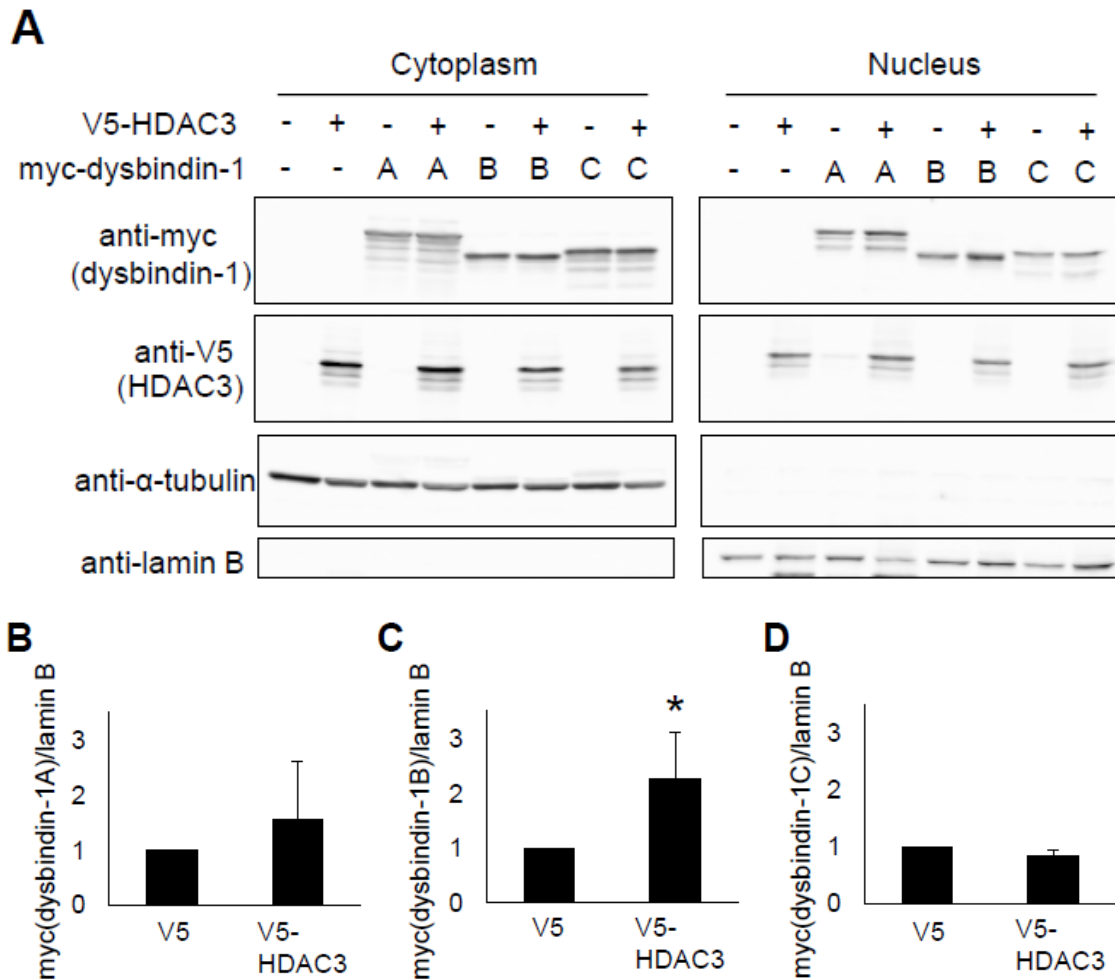 A
Cytoplasm Nucleus
V5-HDAC3 - + - + - + - + - + - + - + - +
myc-dysbindin-1 - - A A B B C C - - A A B B C C
anti-myc
(dysbindin-1)
anti-V5
(HDAC3)
anti-α-tubulin
anti-lamin B
B
myc(dysbindin-1A)/lamin B
3
2
1
0
V5 V5-
HDAC3
C
myc(dysbindin-1B)/lamin B
*
3
2
1
0
V5 V5-
HDAC3
D
myc(dysbindin-1C)/lamin B
3
2
1
0
V5 V5-
HDAC3